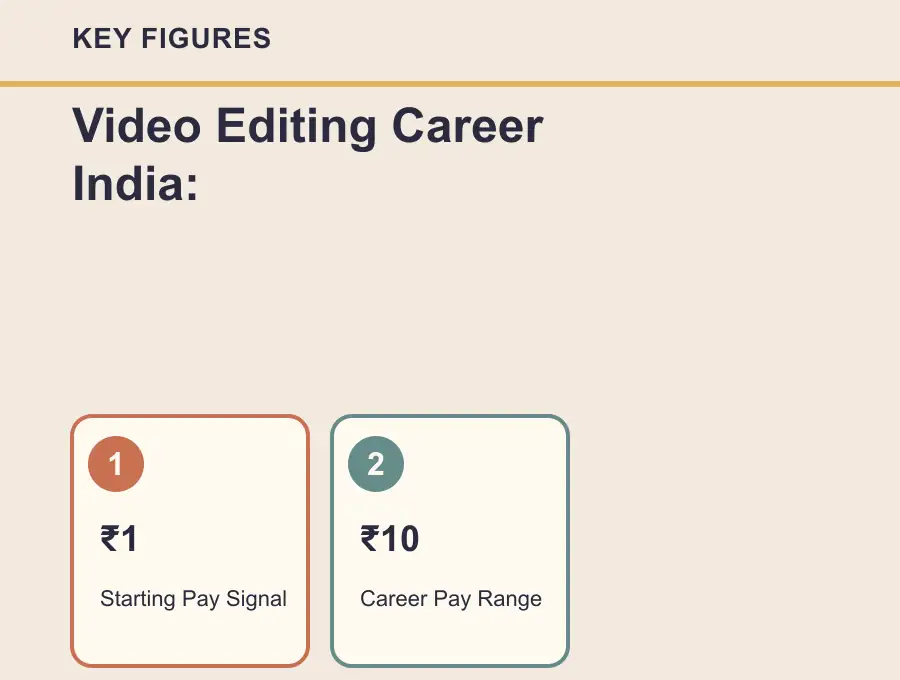 KEY FIGURES
Video Editing Career
India:
1
₹1
Starting Pay Signal
2
₹10
Career Pay Range